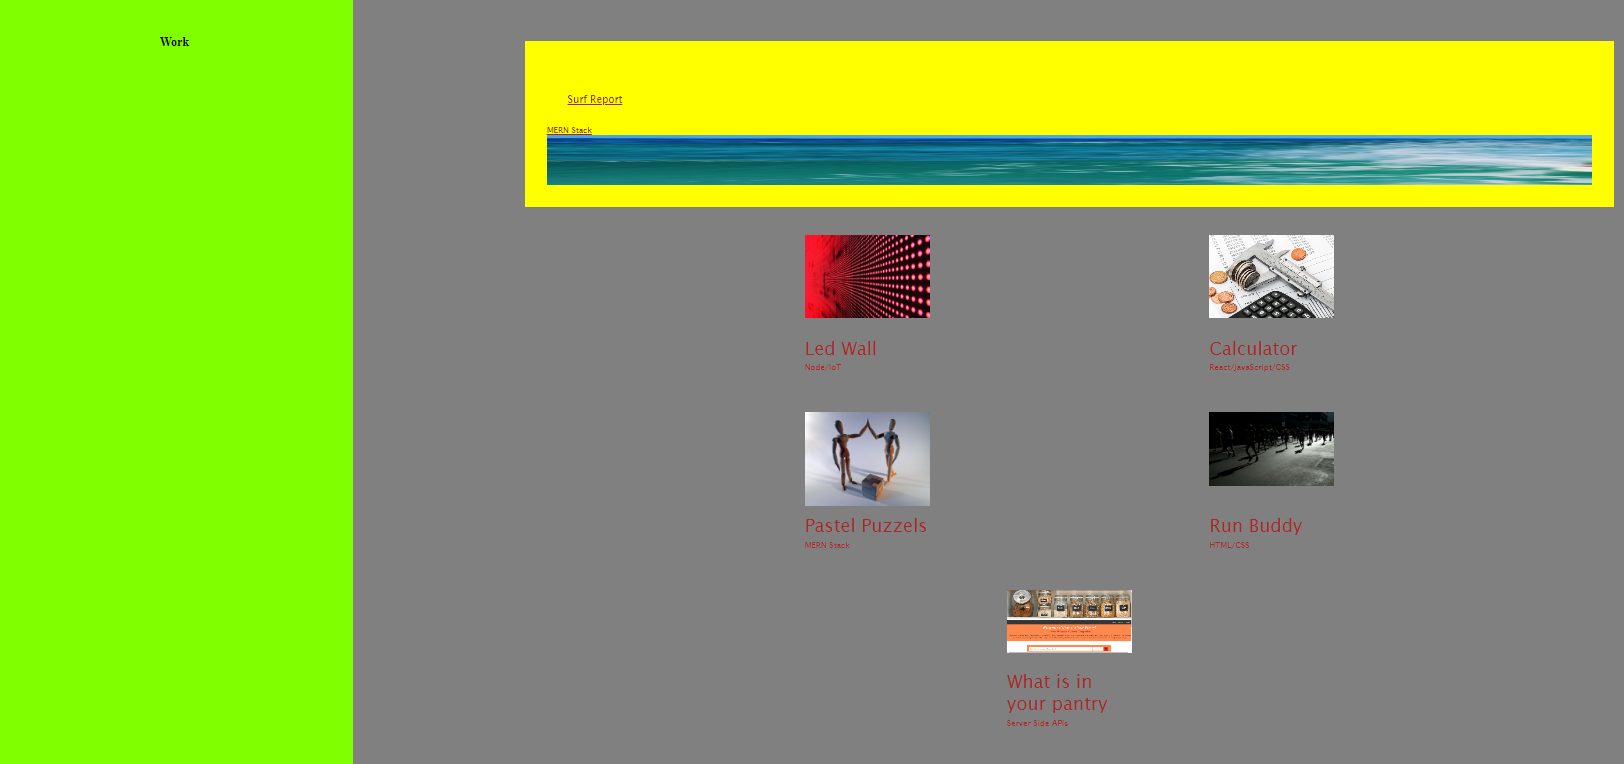 Work
Surf Report
MERN Stack
Led Wall
Node/IoT
Calculator
React/JavaScript/CSS
Pastel Puzzels
MERN Stack
Run Buddy
HTML/CSS
What is in
your pantry
Server Side APIs